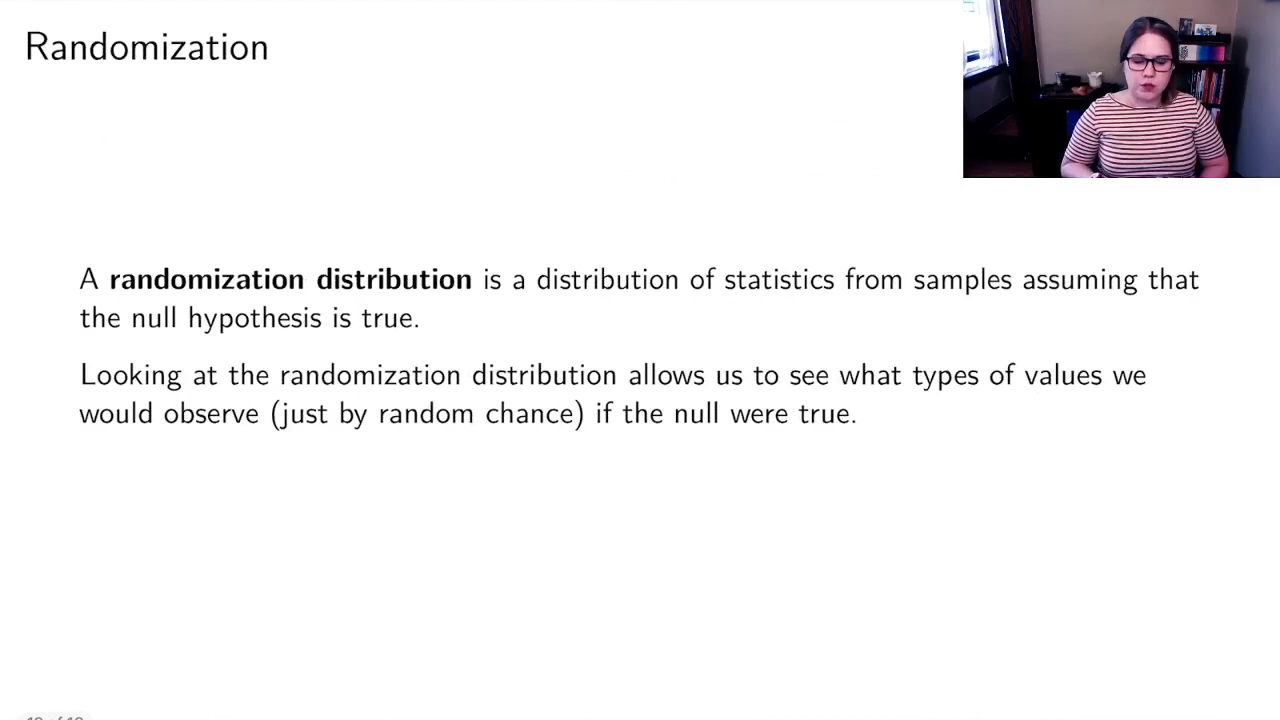 Randomization
A randomization distribution is a distribution of statistics from samples assuming that
the null hypothesis is true.
Looking at the randomization distribution allows us to see what types of values we
would observe (just by random chance) if the null were true.